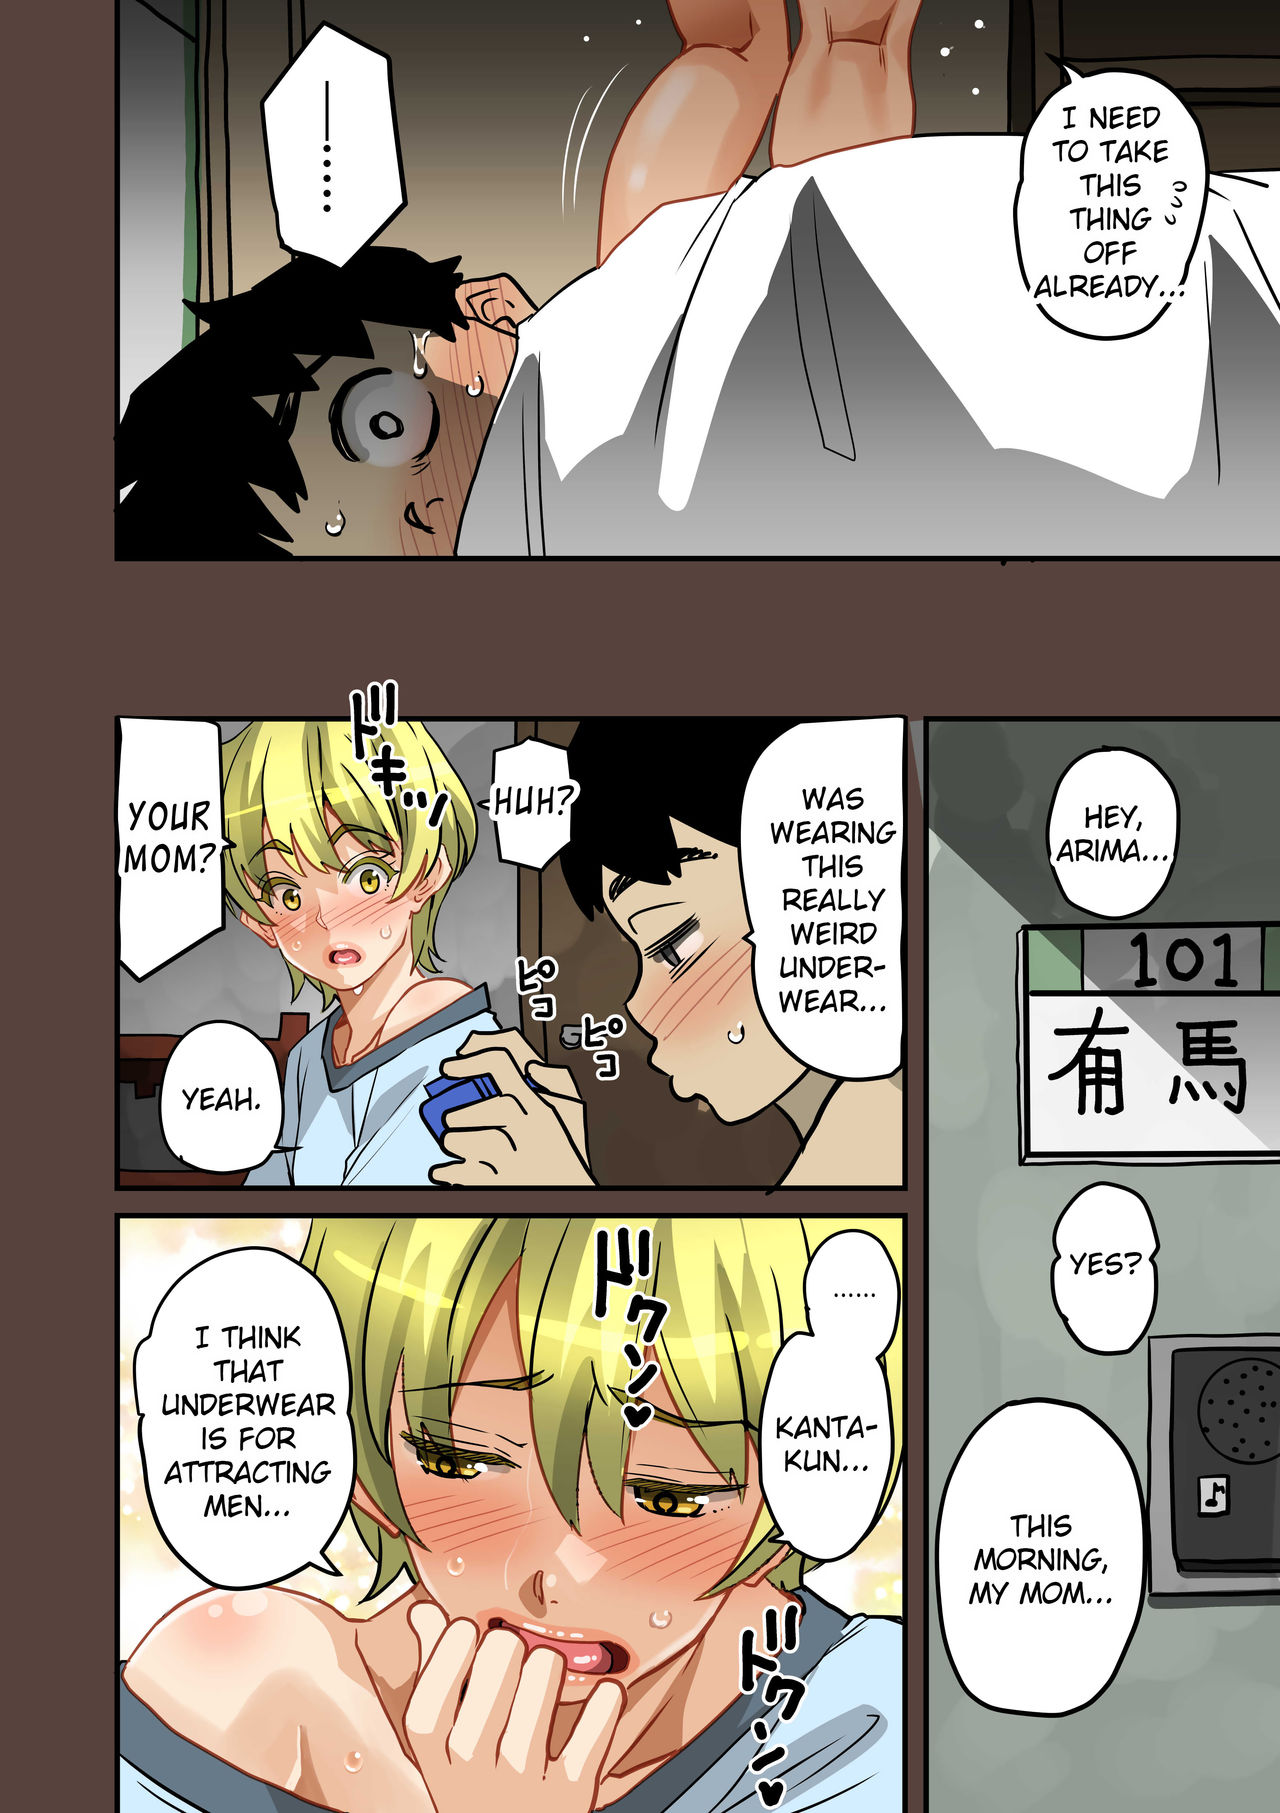 I NEED
TO TAKE
THIS
THING
OFF
ALREADY...
HEY,
ARIMA...
101
有馬
YES?
THIS
MORNING,
MY MOM...
WAS
WEARING
THIS
REALLY
WEIRD
UNDER-
WEAR...
HUH?
ドキッ
YOUR
MOM?
YEAH.
ピコ
ピコ
......
KANTA-
KUN...
ドクン
I THINK
THAT
UNDERWEAR
IS FOR
ATTRACTING
MEN...
ドクン